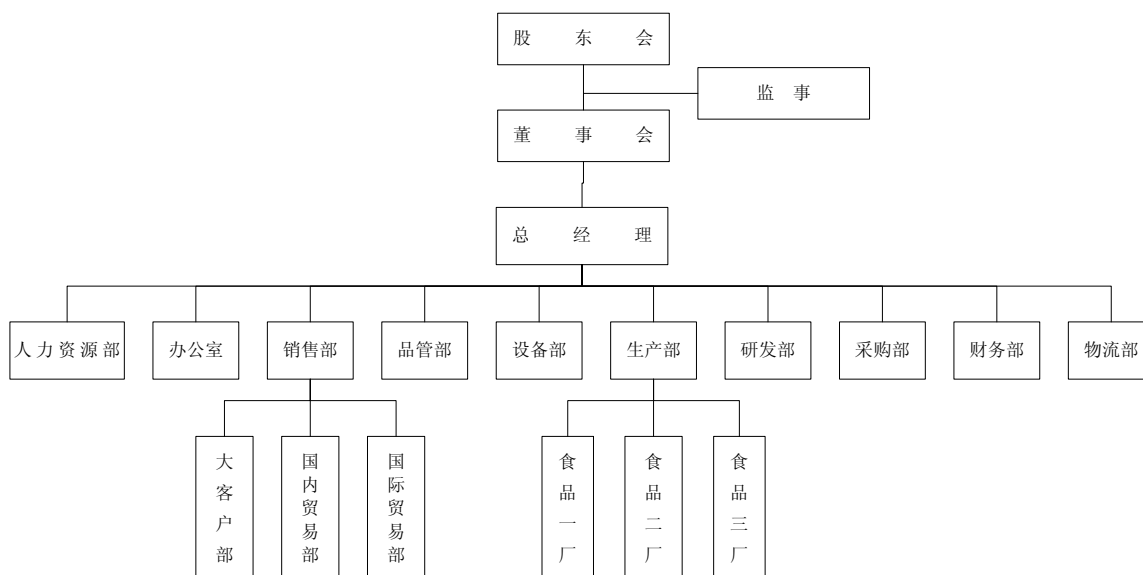 股东会
监事
董事会
总经理
人力资源部
办公室
销售部
品管部
设备部
生产部
研发部
采购部
财务部
物流部
大客户部
国内贸易部
国际贸易部
食品一厂
食品二厂
食品三厂